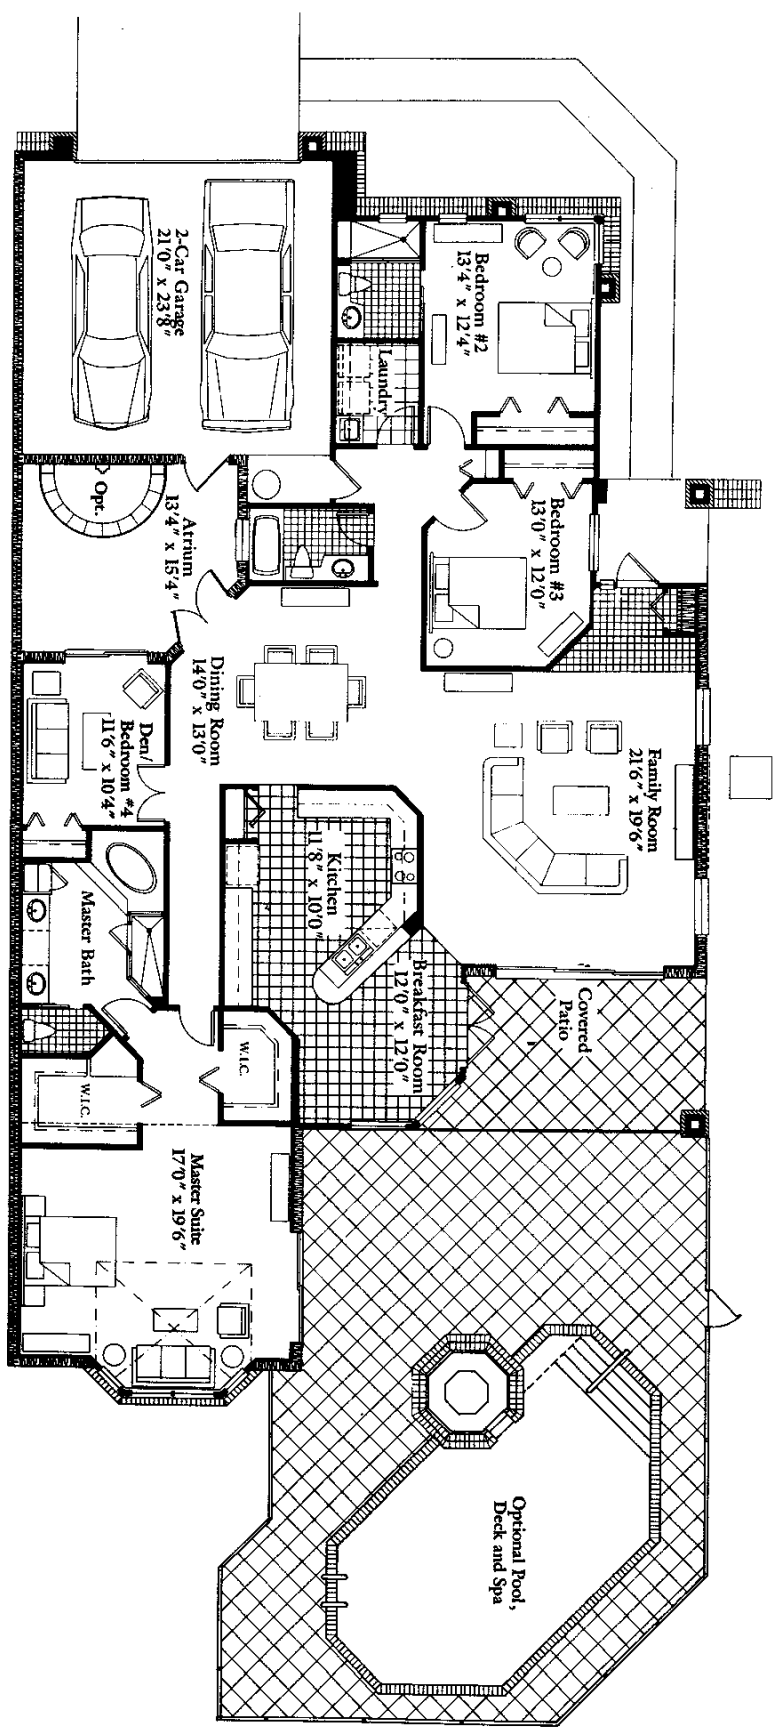 2-Car Garage
21'0" x 23'8"
Bedroom #2
13'4" x 12'4"
Laundry
Opt.
Atrium
13'4" x 15'4"
Bedroom #3
13'0" x 12'0"
Dining Room
14'0" x 13'0"
Den/
Bedroom #4
11'6" x 10'4"
Family Room
21'6" x 19'6"
Kitchen
11'8" x 10'0"
Master Bath
Breakfast Room
12'0" x 12'0"
Covered
Patio
W.I.C.
W.I.C.
Master Suite
17'0" x 19'6"
Optional Pool,
Deck and Spa